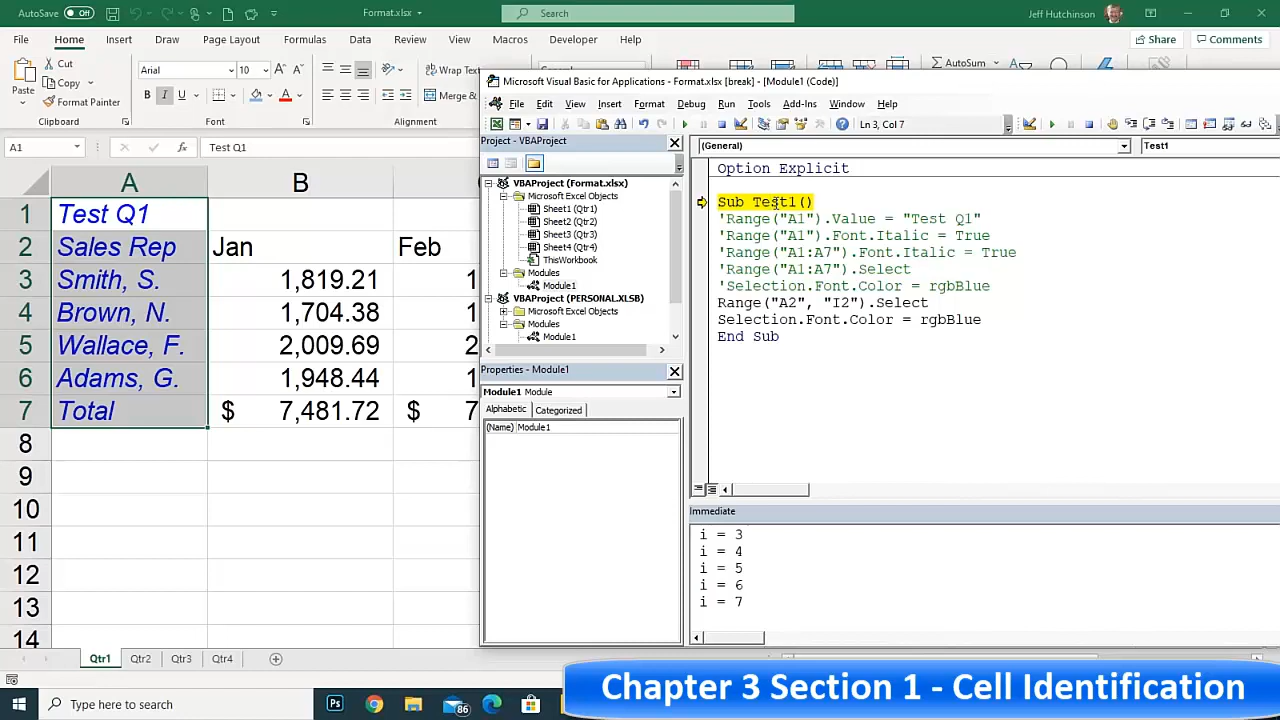 AutoSave Off
Format.xlsx
Search
Jeff Hutchinson
File Home Insert Draw Page Layout Formulas Data Review View Macros Developer Help
Share Comments
Paste
Cut
Copy
Format Painter
Clipboard
Arial 10
B I U
Font
Wrap Text
Merge &
Alignment
AutoSum
A1
Test Q1
A B
1 Test Q1
2 Sales Rep Jan Feb
3 Smith, S. 1,819.21 1
4 Brown, N. 1,704.38 1
5 Wallace, F. 2,009.69 2
6 Adams, G. 1,948.44 1
7 Total $ 7,481.72 $ 7
8
9
10
11
12
13
14
Qtr1 Qtr2 Qtr3 Qtr4
Microsoft Visual Basic for Applications - Format.xlsx [break] - [Module1 (Code)]
File Edit View Insert Format Debug Run Tools Add-Ins Window Help
Ln 3, Col 7
Project - VBAProject
VBAProject (Format.xlsx)
Microsoft Excel Objects
Sheet1 (Qtr1)
Sheet2 (Qtr2)
Sheet3 (Qtr3)
Sheet4 (Qtr4)
ThisWorkbook
Modules
Module1
VBAProject (PERSONAL.XLSB)
Microsoft Excel Objects
Modules
Module1
Properties - Module1
Module1 Module
Alphabetic Categorized
(Name) Module1
(General)
Test1
Option Explicit
Sub Test1()
'Range("A1").Value = "Test Q1"
'Range("A1").Font.Italic = True
'Range("A1:A7").Font.Italic = True
'Range("A1:A7").Select
'Selection.Font.Color = rgbBlue
Range("A2", "I2").Select
Selection.Font.Color = rgbBlue
End Sub
Immediate
i = 3
i = 4
i = 5
i = 6
i = 7
Chapter 3 Section 1 - Cell Identification
Type here to search
Ps
86